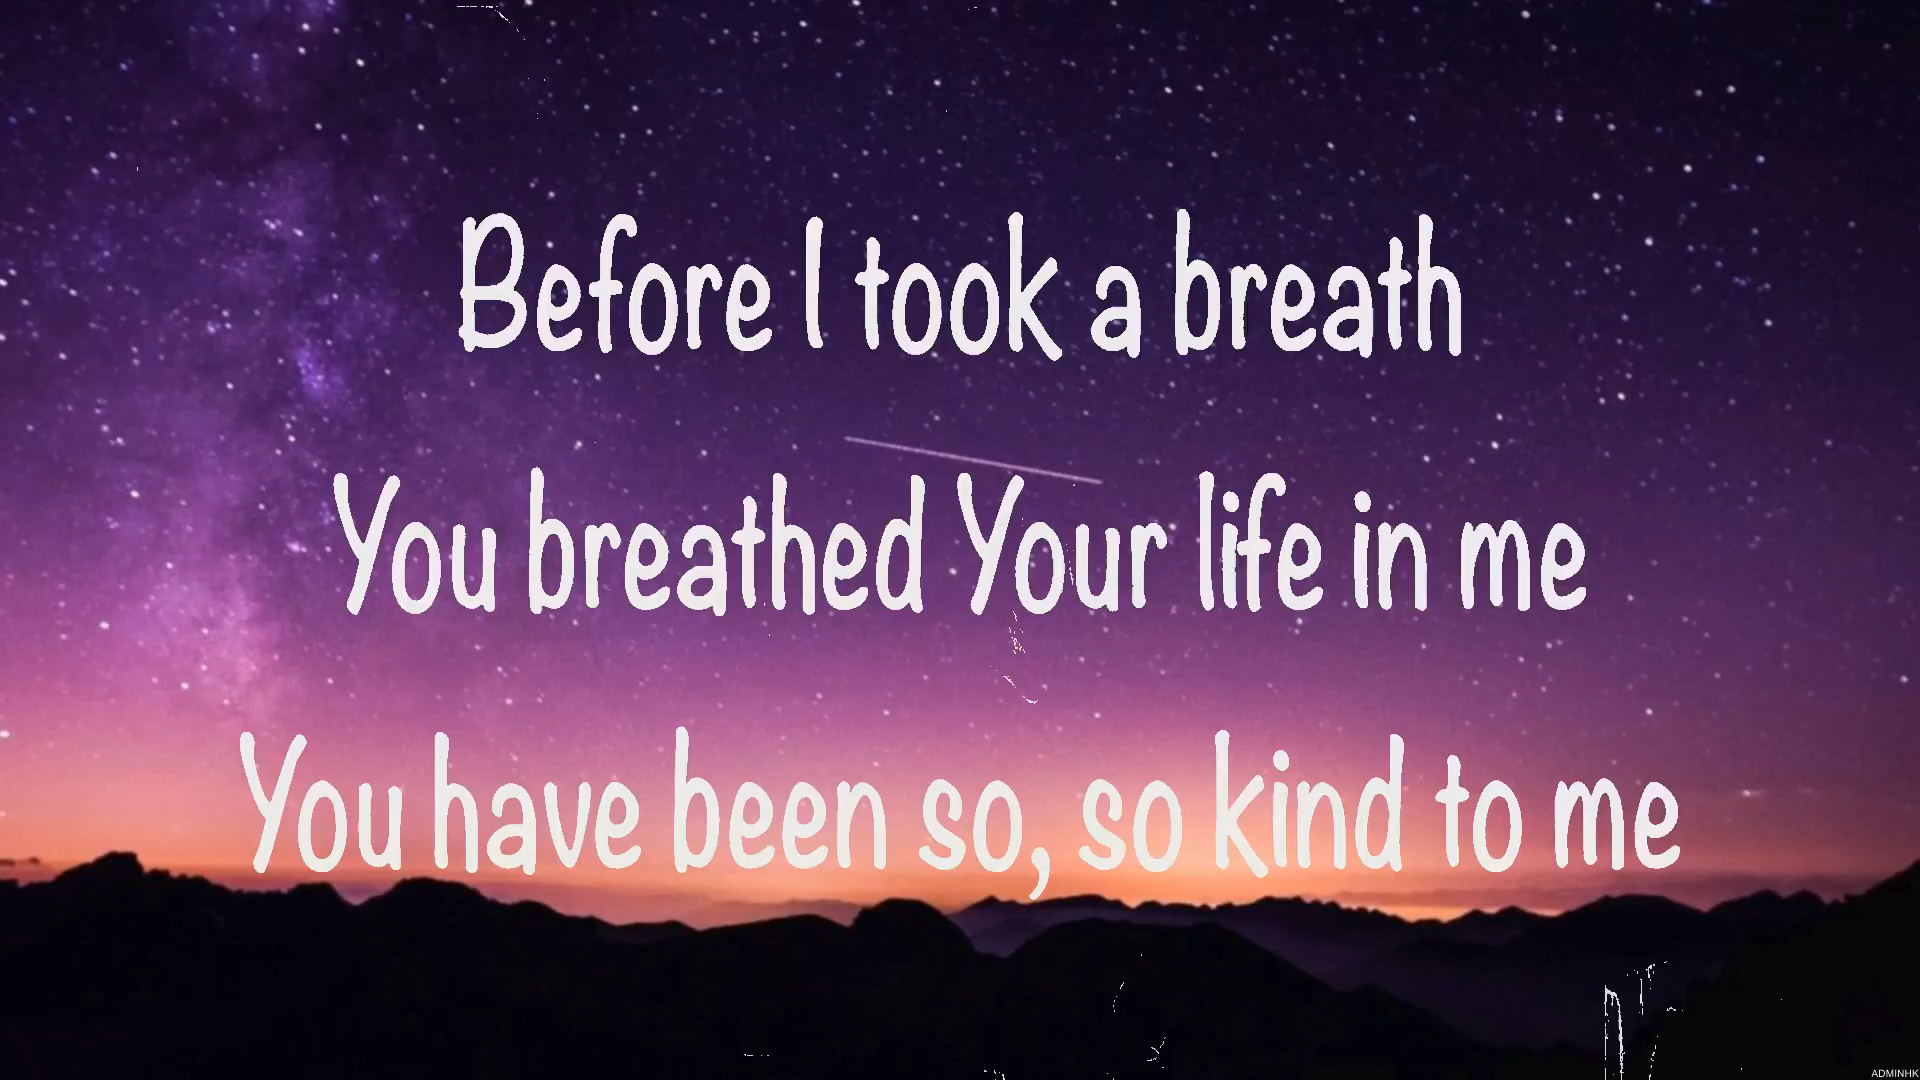 Before I took a breath
You breathed Your life in me
You have been so, so kind to me
ADMINHK